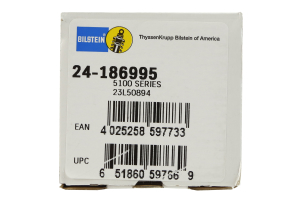 BILSTEIN
ThyssenKrupp Bilstein of America
24-186995
5100 SERIES
23L50894
EAN
4 025258 597733
UPC
6 51860 59766 9